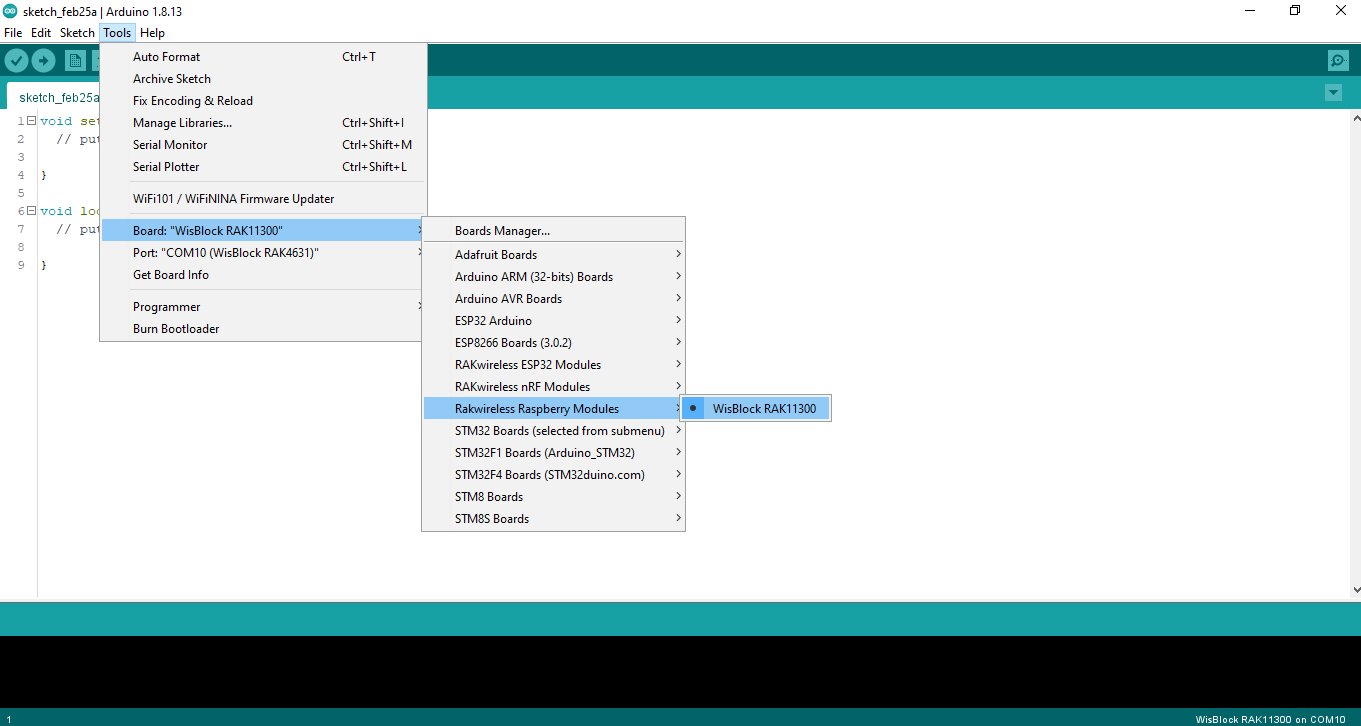 sketch_feb25a | Arduino 1.8.13
File Edit Sketch Tools Help
Auto Format Ctrl+T
Archive Sketch
Fix Encoding & Reload
Manage Libraries... Ctrl+Shift+I
Serial Monitor Ctrl+Shift+M
Serial Plotter Ctrl+Shift+L
WiFi101 / WiFiNINA Firmware Updater
Board: "WisBlock RAK11300"
Port: "COM10 (WisBlock RAK4631)"
Get Board Info
Programmer
Burn Bootloader
Boards Manager...
Adafruit Boards
Arduino ARM (32-bits) Boards
Arduino AVR Boards
ESP32 Arduino
ESP8266 Boards (3.0.2)
RAKwireless ESP32 Modules
RAKwireless nRF Modules
Rakwireless Raspberry Modules
STM32 Boards (selected from submenu)
STM32F1 Boards (Arduino_STM32)
STM32F4 Boards (STM32duino.com)
STM8 Boards
STM8S Boards
WisBlock RAK11300
sketch_feb25a
1 void set
2 // put
3
4 }
5
6 void loo
7 // put
8
9 }
1
WisBlock RAK11300 on COM10